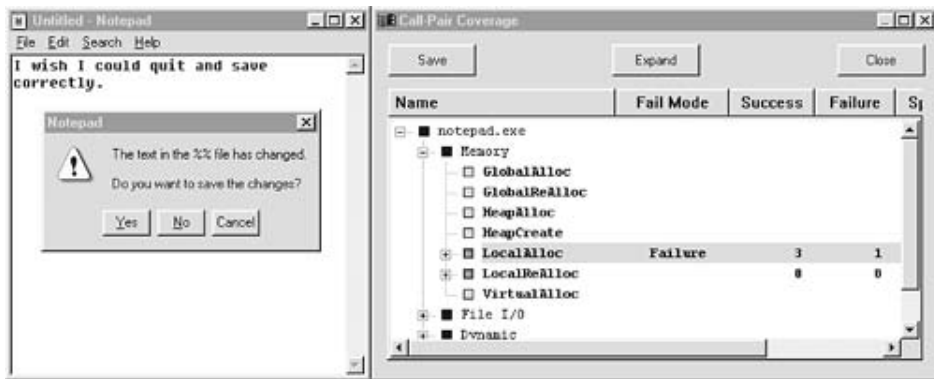 Untitled - Notepad
File Edit Search Help
I wish I could quit and save
correctly.
Notepad
The text in the %% file has changed.
Do you want to save the changes?
Yes No Cancel
Call-Pair Coverage
Save Expand Close
Name Fail Mode Success Failure Sp
notepad.exe
Memory
GlobalAlloc
GlobalReAlloc
HeapAlloc
HeapCreate
LocalAlloc Failure 3 1
LocalReAlloc 0 0
VirtualAlloc
File I/O
Dynamic